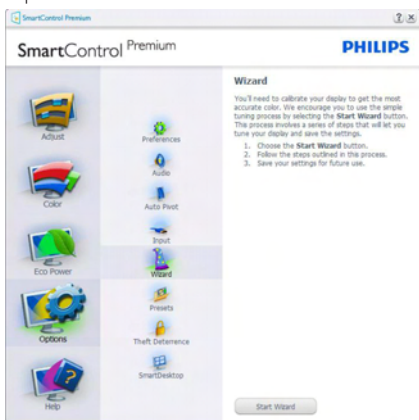 SmartControl Premium
SmartControl Premium
PHILIPS
Adjust
Color
Eco Power
Options
Help
Preferences
Audio
Auto Pivot
Input
Wizard
Presets
Theft Deterrence
SmartDesktop
Wizard
You'll need to calibrate your display to get the most
accurate color. We encourage you to use the simple
tuning process by selecting the Start Wizard button.
This process involves a series of steps that will let you
tune your display and save the settings.
1. Choose the Start Wizard button.
2. Follow the steps outlined in this process.
3. Save your settings for future use.
Start Wizard